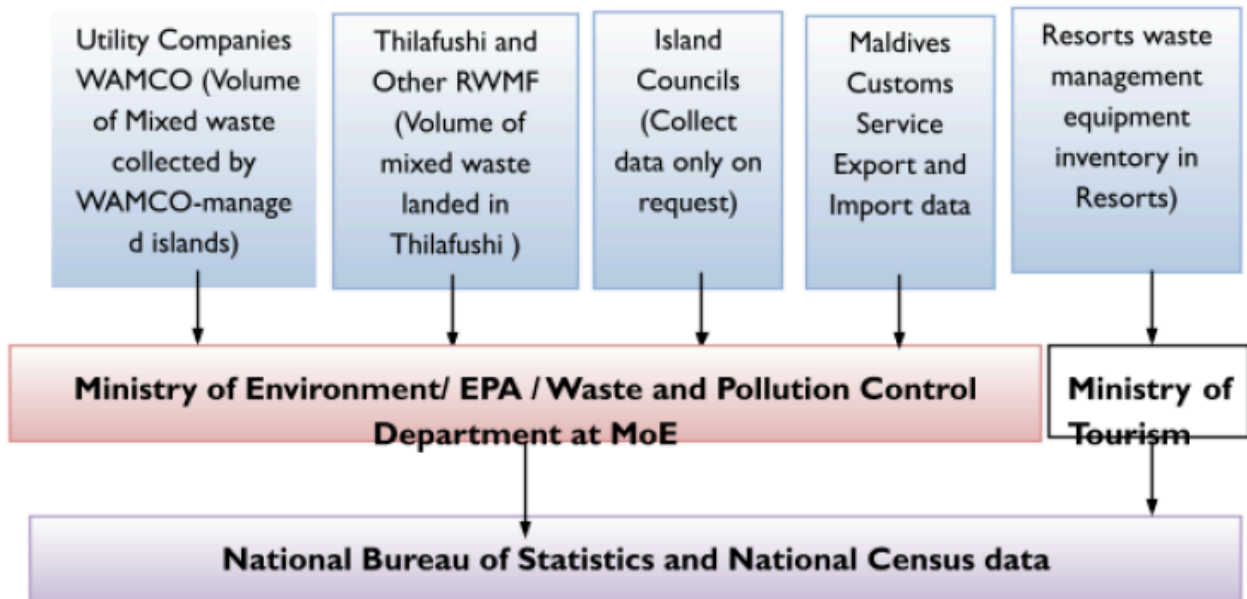 Utility Companies
WAMCO (Volume
of Mixed waste
collected by
WAMCO-manage
d islands)
Thilafushi and
Other RWMF
(Volume of
mixed waste
landed in
Thilafushi )
Island
Councils
(Collect
data only on
request)
Maldives
Customs
Service
Export and
Import data
Resorts waste
management
equipment
inventory in
Resorts)
Ministry of Environment/ EPA / Waste and Pollution Control
Department at MoE
Ministry of
Tourism
National Bureau of Statistics and National Census data